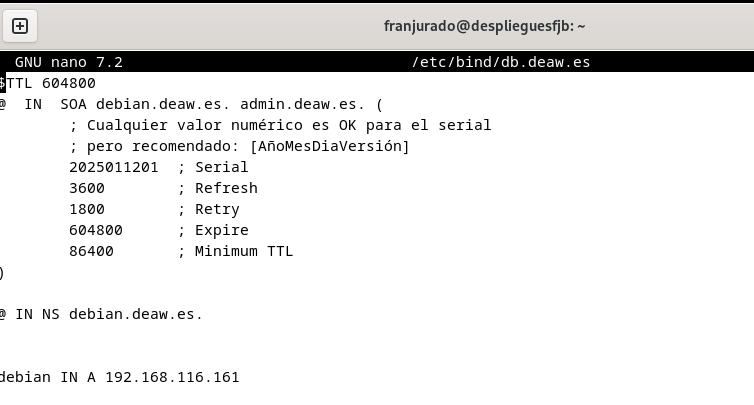 franjurado@desplieguesfjb: ~
GNU nano 7.2 /etc/bind/db.deaw.es
$TTL 604800
@ IN SOA debian.deaw.es. admin.deaw.es. (
; Cualquier valor numérico es OK para el serial
; pero recomendado: [AñoMesDiaVersión]
2025011201 ; Serial
3600 ; Refresh
1800 ; Retry
604800 ; Expire
86400 ; Minimum TTL
)
@ IN NS debian.deaw.es.
debian IN A 192.168.116.161